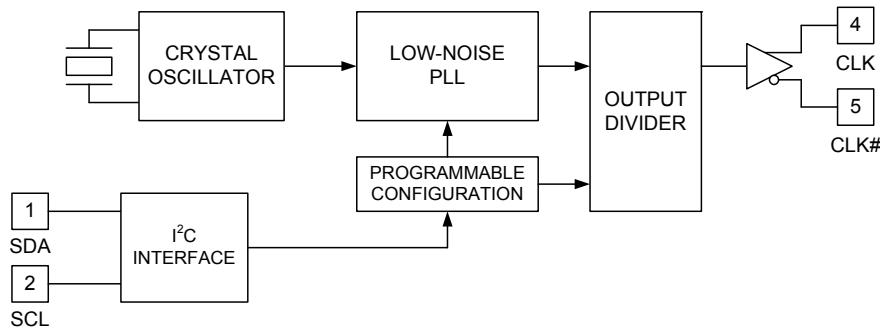 CRYSTAL
OSCILLATOR
LOW-NOISE
PLL
OUTPUT
DIVIDER
4
CLK
5
CLK#
PROGRAMMABLE
CONFIGURATION
1
SDA
I²C
INTERFACE
2
SCL